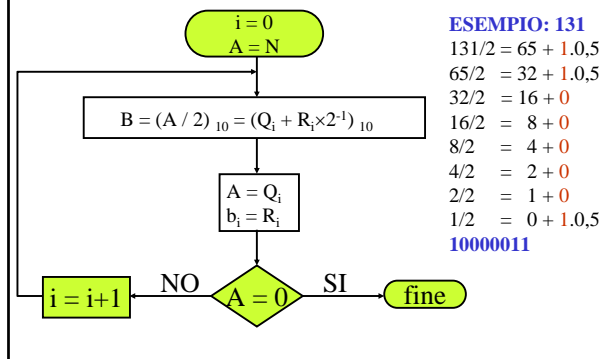 i = 0
A = N
B = (A / 2) 10 = (Qi + Ri×2-1) 10
A = Qi
bi = Ri
i = i+1
NO
A = 0
SI
fine
ESEMPIO: 131
131/2 = 65 + 1.0,5
65/2 = 32 + 1.0,5
32/2 = 16 + 0
16/2 = 8 + 0
8/2 = 4 + 0
4/2 = 2 + 0
2/2 = 1 + 0
1/2 = 0 + 1.0,5
10000011